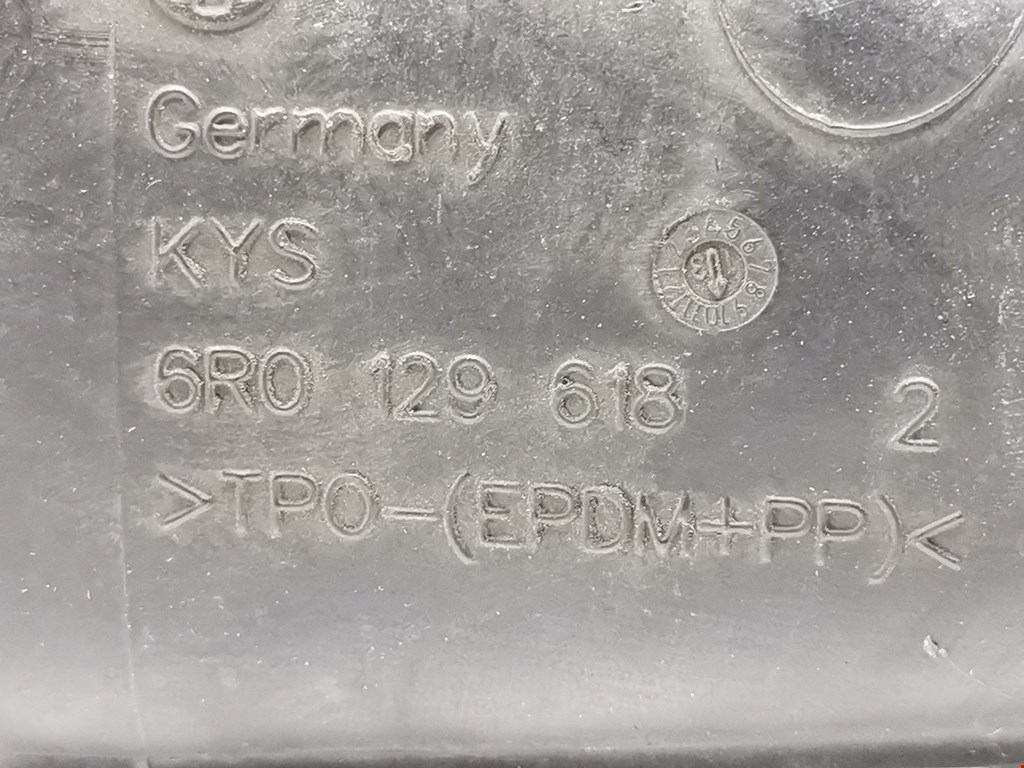 Germany
KYS
6R0 129 618 2
>TPO-(EPDM+PP)<